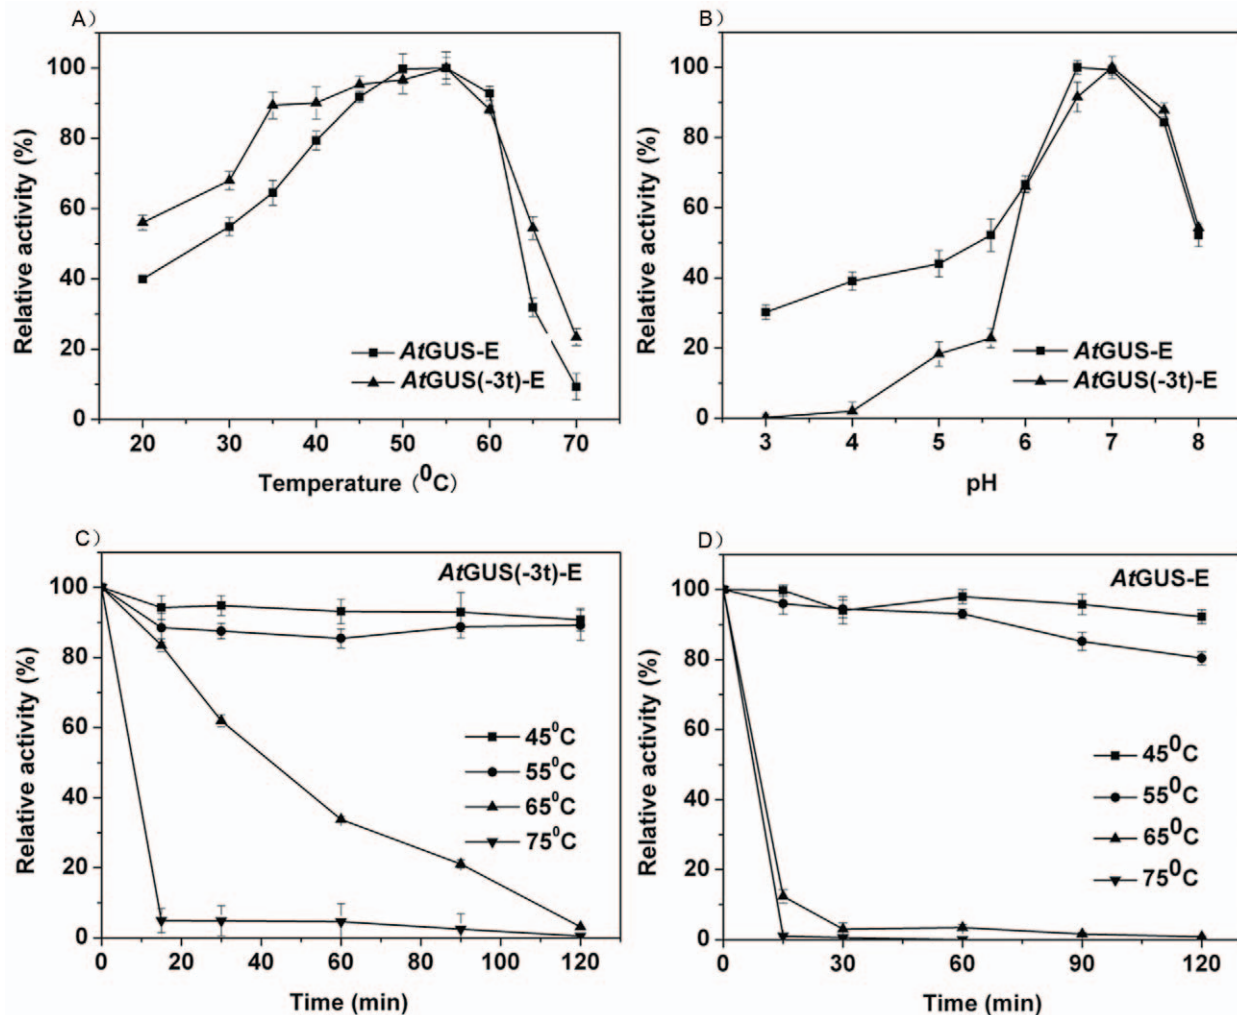 A)
Relative activity (%)
100
80
60
40
20
0
AtGUS-E
AtGUS(-3t)-E
20 30 40 50 60 70
Temperature (⁰C)
B)
Relative activity (%)
100
80
60
40
20
0
AtGUS-E
AtGUS(-3t)-E
3 4 5 6 7 8
pH
C)
AtGUS(-3t)-E
Relative activity (%)
100
80
60
40
20
0
45⁰C
55⁰C
65⁰C
75⁰C
0 20 40 60 80 100 120
Time (min)
D)
AtGUS-E
Relative activity (%)
100
80
60
40
20
0
45⁰C
55⁰C
65⁰C
75⁰C
0 30 60 90 120
Time (min)